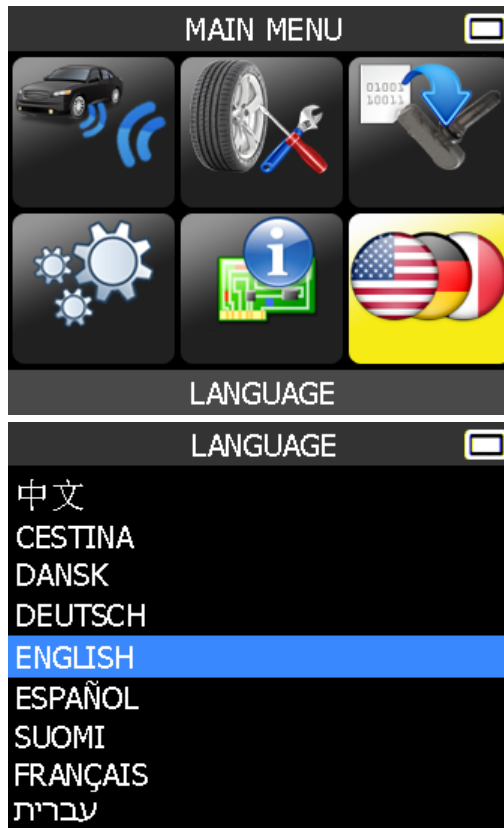 MAIN MENU
01001
10011
i
LANGUAGE
LANGUAGE
中文
CESTINA
DANSK
DEUTSCH
ENGLISH
ESPAÑOL
SUOMI
FRANÇAIS
עברית